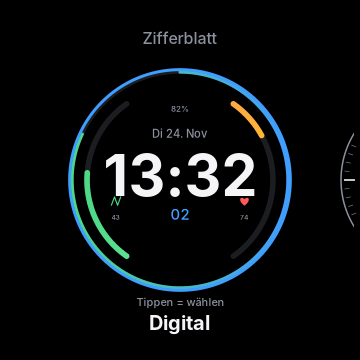 Zifferblatt
82%
Di 24. Nov
13:32
43 02 74
Tippen = wählen
Digital